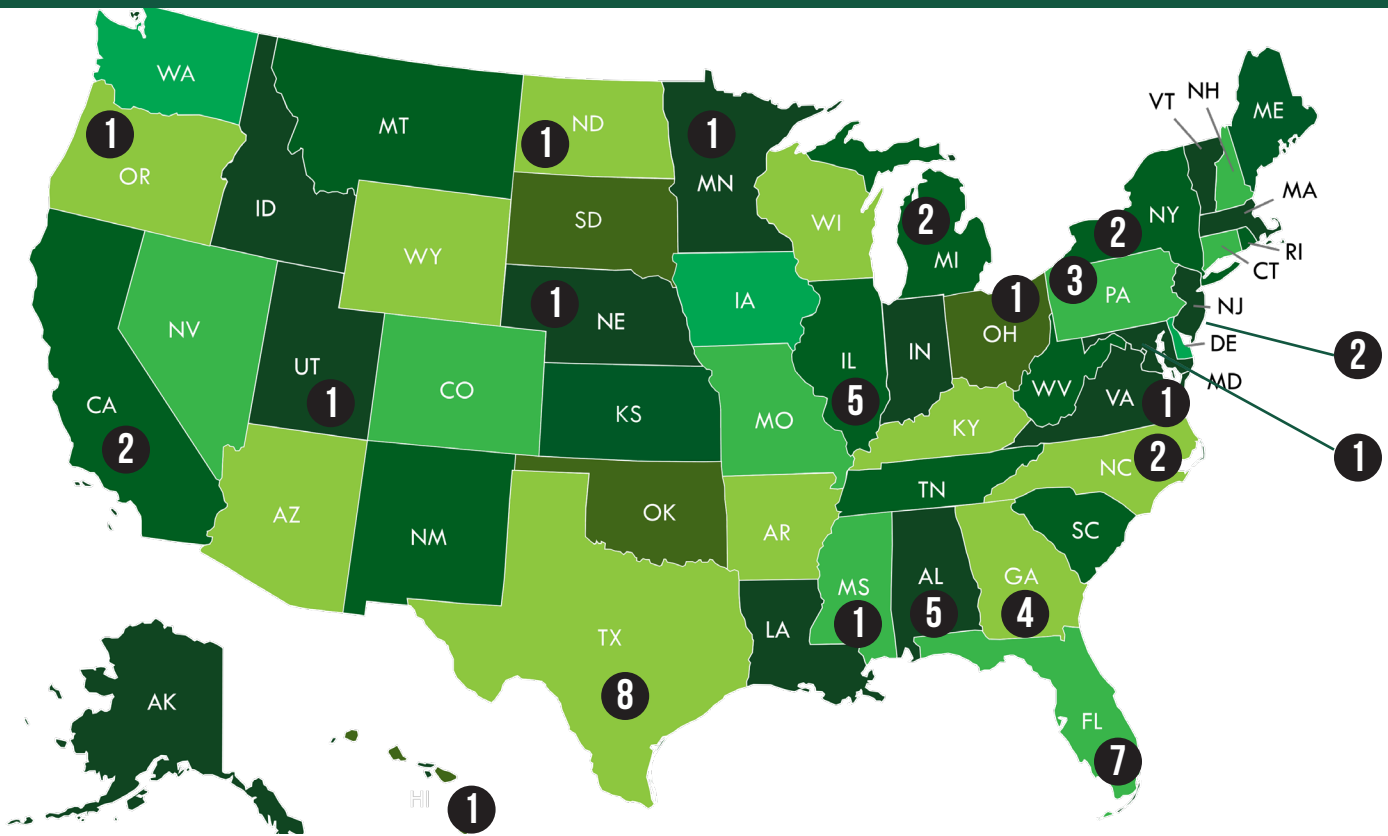 WA
MT
ND
1
MN
1
OR
1
ID
SD
WY
WI
MI
2
VT
NH
ME
NY
2
MA
RI
CT
PA
3
NJ
2
DE
MD
1
OH
1
IA
NE
1
NV
UT
1
CO
CA
2
KS
MO
IL
5
IN
WV
VA
1
KY
NC
2
TN
SC
AZ
NM
OK
AR
MS
1
AL
5
GA
4
TX
8
LA
FL
7
AK
HI
1